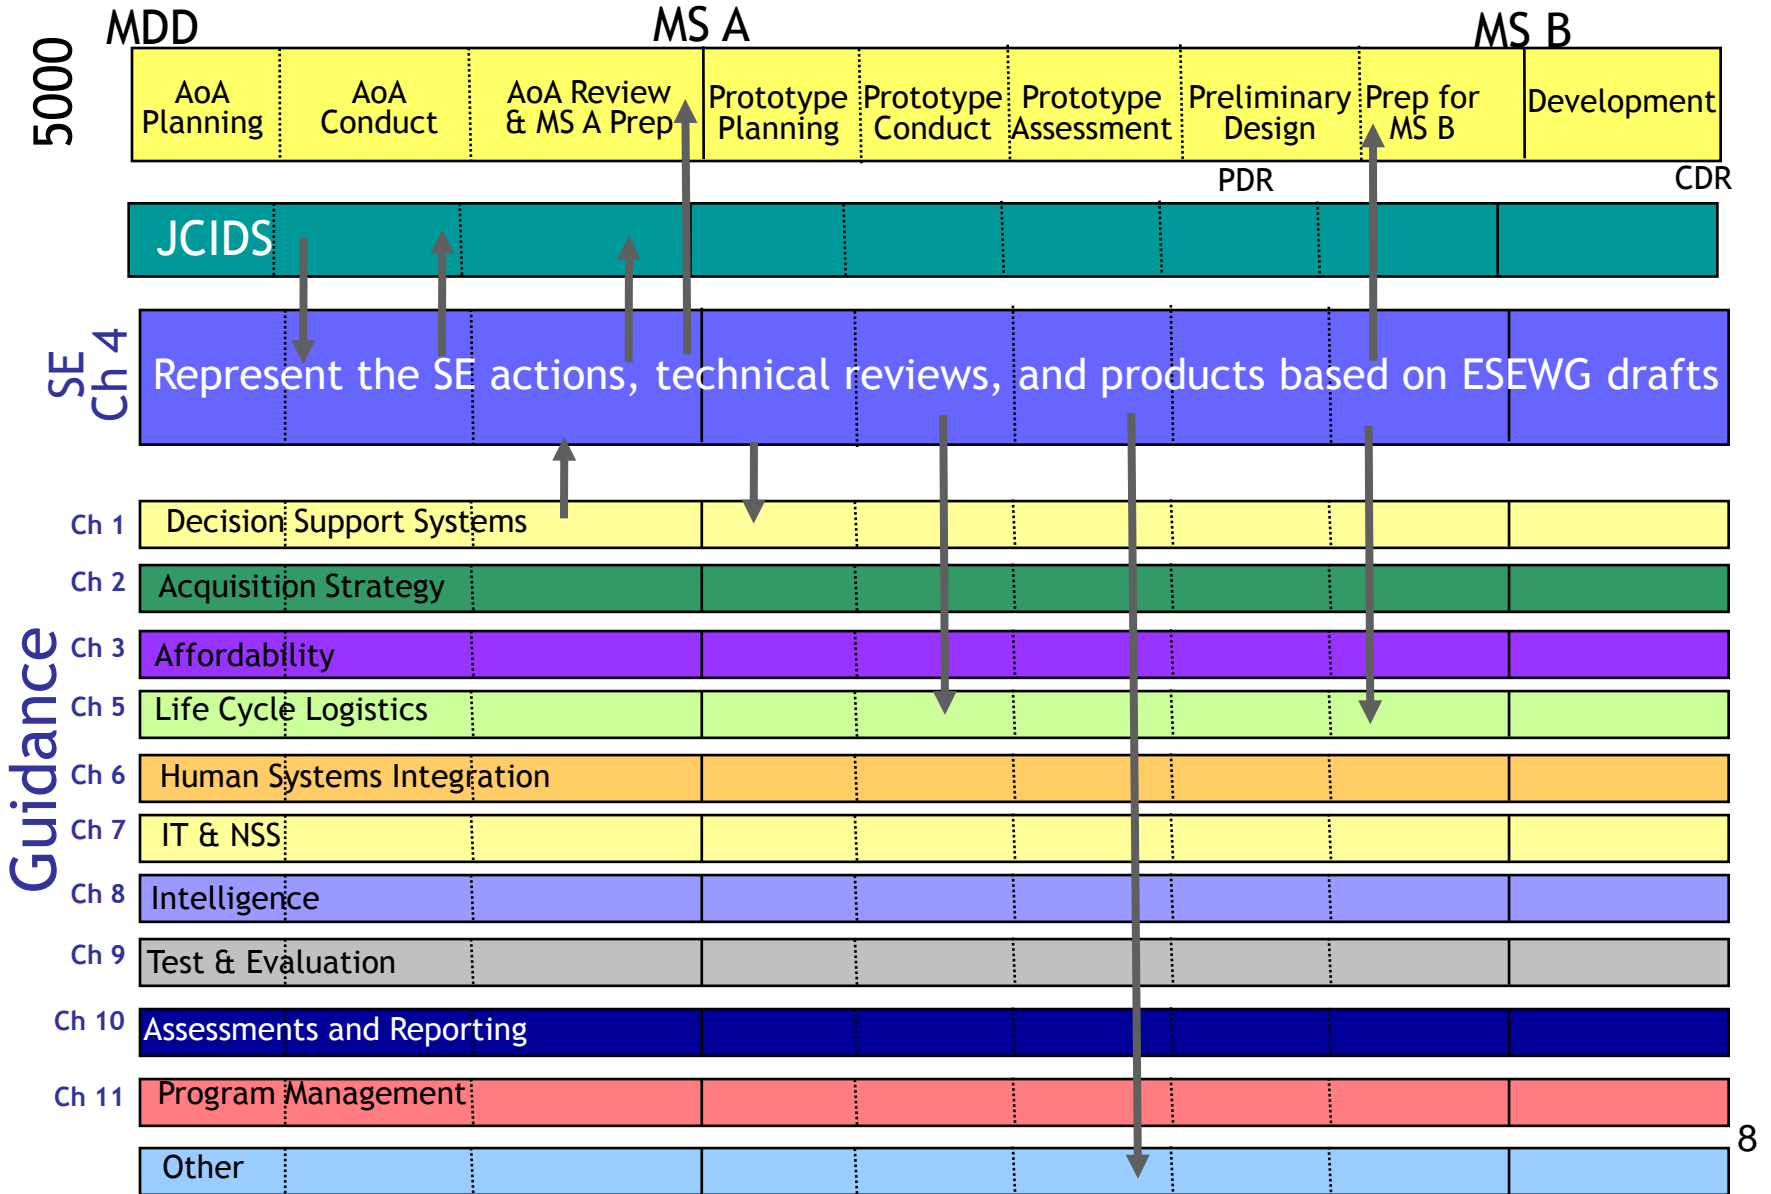 MDD
MS A
MS B
5000
AoA
Planning
AoA
Conduct
AoA Review
& MS A Prep
Prototype
Planning
Prototype
Conduct
Prototype
Assessment
Preliminary
Design
Prep for
MS B
Development
PDR
CDR
JCIDS
SE
Ch 4
Represent the SE actions, technical reviews, and products based on ESEWG drafts
Guidance
Ch 1
Decision Support Systems
Ch 2
Acquisition Strategy
Ch 3
Affordability
Ch 5
Life Cycle Logistics
Ch 6
Human Systems Integration
Ch 7
IT & NSS
Ch 8
Intelligence
Ch 9
Test & Evaluation
Ch 10
Assessments and Reporting
Ch 11
Program Management
Other
8